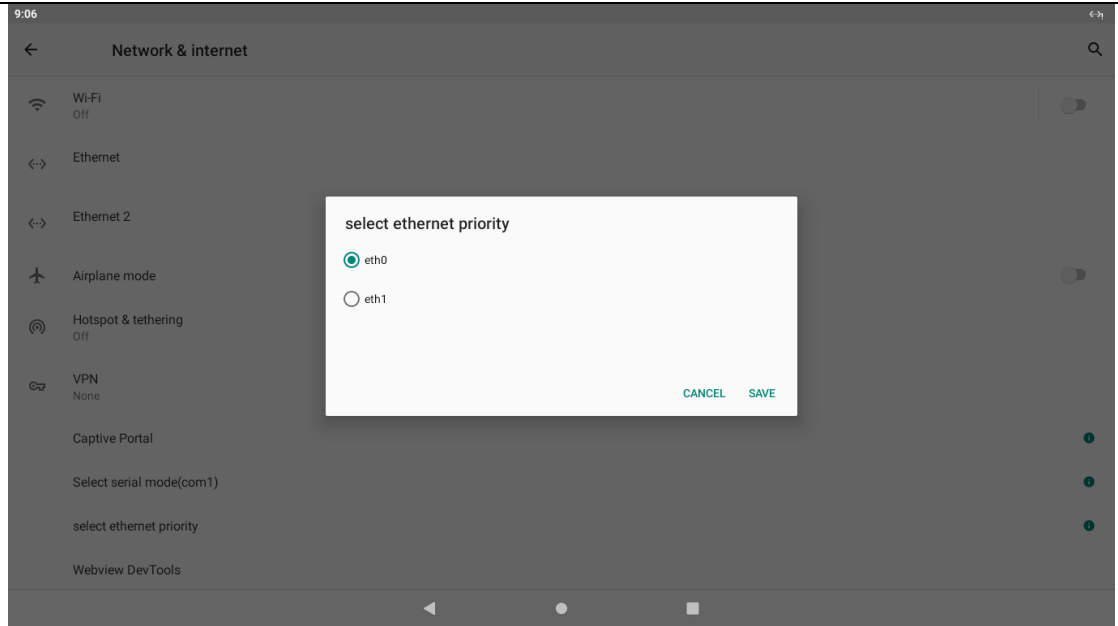 9:06
Network & internet
Wi-Fi
Off
Ethernet
Ethernet 2
Airplane mode
Hotspot & tethering
Off
VPN
None
Captive Portal
Select serial mode(com1)
select ethernet priority
Webview DevTools
select ethernet priority
eth0
eth1
CANCEL SAVE